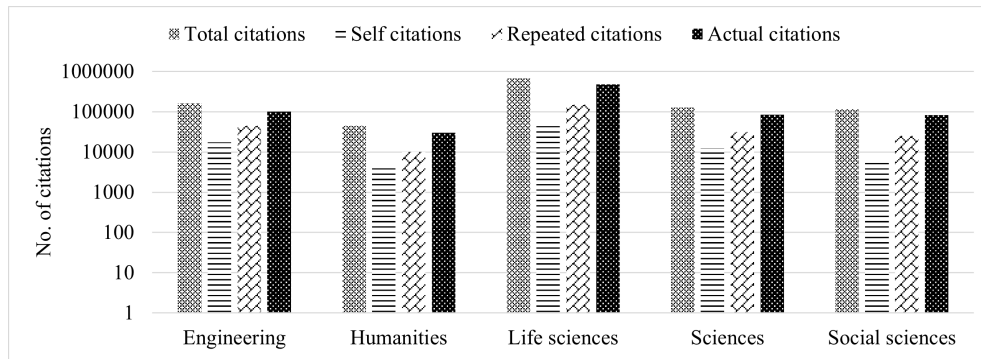 Total citations Self citations Repeated citations Actual citations
No. of citations
1000000
100000
10000
1000
100
10
1
Engineering Humanities Life sciences Sciences Social sciences